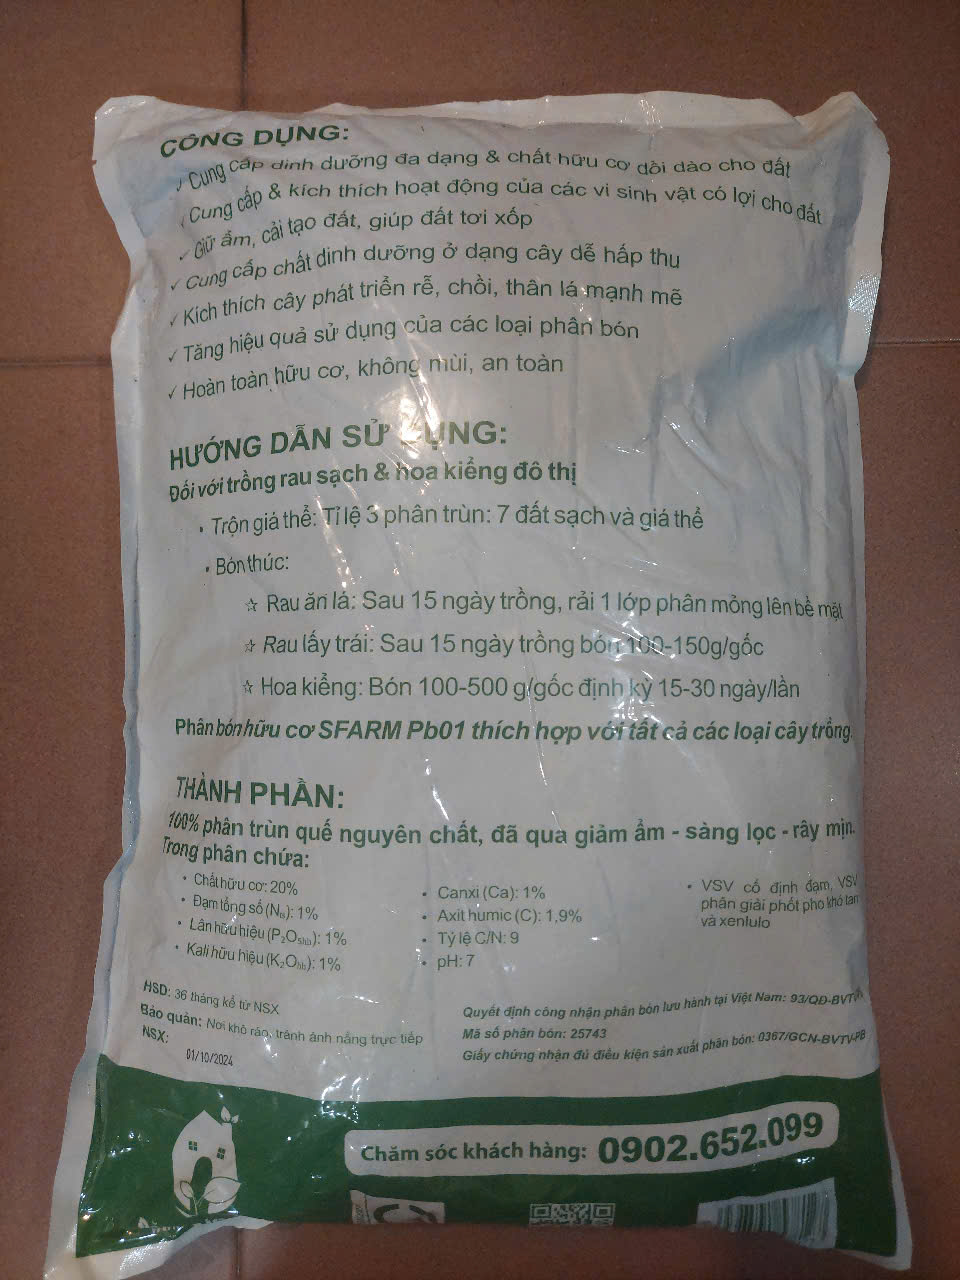 CÔNG DỤNG:
✓ Cung cấp dinh dưỡng đa dạng & chất hữu cơ dồi dào cho đất
✓ Cung cấp & kích thích hoạt động của các vi sinh vật có lợi cho đất
✓ Giữ ẩm, cải tạo đất, giúp đất tơi xốp
✓ Cung cấp chất dinh dưỡng ở dạng cây dễ hấp thu
✓ Kích thích cây phát triển rễ, chồi, thân lá mạnh mẽ
✓ Tăng hiệu quả sử dụng của các loại phân bón
✓ Hoàn toàn hữu cơ, không mùi, an toàn
HƯỚNG DẪN SỬ DỤNG:
Đối với trồng rau sạch & hoa kiểng đô thị
• Trộn giá thể: Tỉ lệ 3 phân trùn: 7 đất sạch và giá thể
• Bón thúc:
☆ Rau ăn lá: Sau 15 ngày trồng, rải 1 lớp phân mỏng lên bề mặt
☆ Rau lấy trái: Sau 15 ngày trồng bón 100-150g/gốc
☆ Hoa kiểng: Bón 100-500 g/gốc định kỳ 15-30 ngày/lần
Phân bón hữu cơ SFARM Pb01 thích hợp với tất cả các loại cây trồng.
THÀNH PHẦN:
100% phân trùn quế nguyên chất, đã qua giảm ẩm - sàng lọc - rây mịn.
Trong phân chứa:
• Chất hữu cơ: 20%
• Đạm tổng số (Nts): 1%
• Lân hữu hiệu (P2O5hh): 1%
• Kali hữu hiệu (K2Ohh): 1%
• Canxi (Ca): 1%
• Axit humic (C): 1,9%
• Tỷ lệ C/N: 9
• pH: 7
• VSV cố định đạm, VSV
phân giải phốt pho khó tan
và xenlulo
HSD: 36 tháng kể từ NSX
Bảo quản: Nơi khô ráo, tránh ánh nắng trực tiếp
NSX:
01/10/2024
Quyết định công nhận phân bón lưu hành tại Việt Nam: 93/QĐ-BVTV
Mã số phân bón: 25743
Giấy chứng nhận đủ điều kiện sản xuất phân bón: 0367/GCN-BVTV-PB
Chăm sóc khách hàng: 0902.652.099